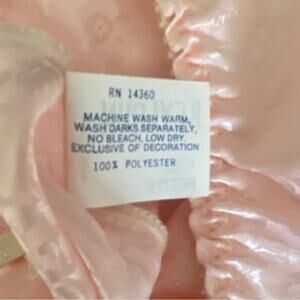 RN 14360
MACHINE WASH WARM,
WASH DARKS SEPARATELY,
NO BLEACH, LOW DRY.
EXCLUSIVE OF DECORATION
100% POLYESTER